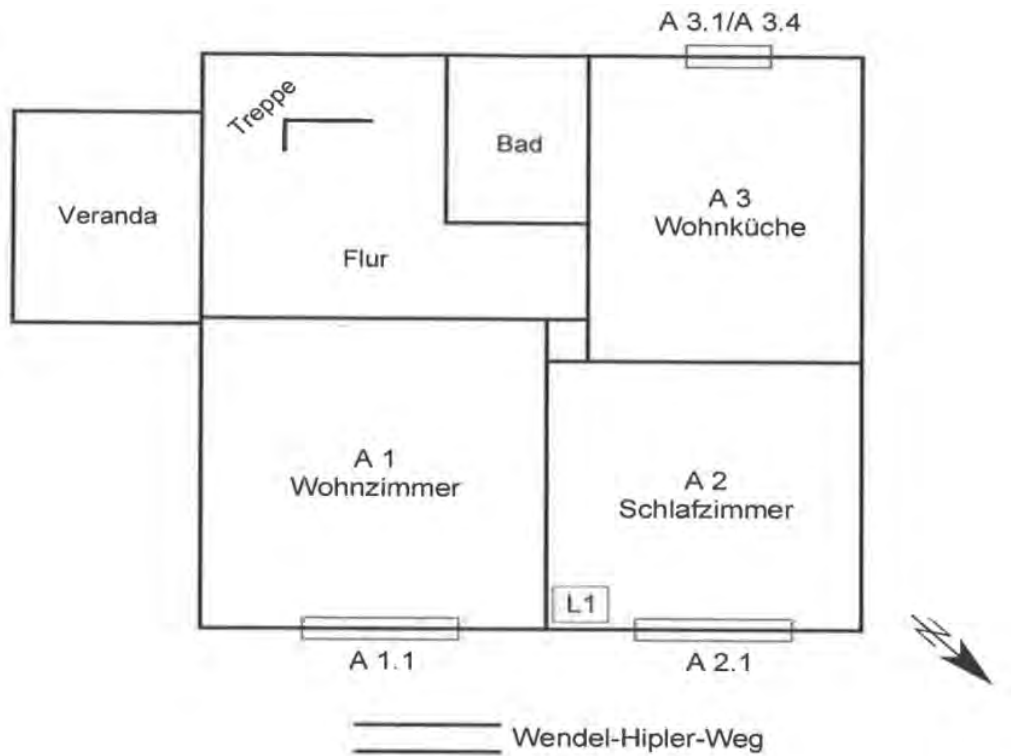 A 3.1/A 3.4
Treppe
Bad
Veranda
A 3
Wohnküche
Flur
A 1
Wohnzimmer
A 2
Schlafzimmer
L1
A 1.1
A 2.1
N
Wendel-Hipler-Weg